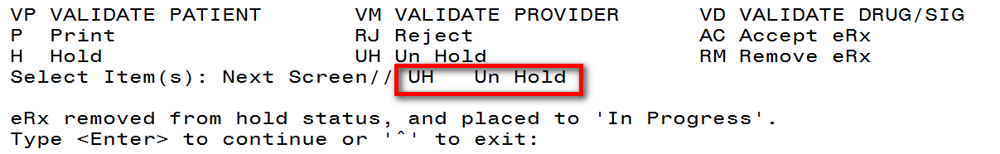 VP VALIDATE PATIENT VM VALIDATE PROVIDER VD VALIDATE DRUG/SIG
P Print RJ Reject AC Accept eRx
H Hold UH Un Hold RM Remove eRx
Select Item(s): Next Screen// UH Un Hold
eRx removed from hold status, and placed to 'In Progress'.
Type <Enter> to continue or '^' to exit: